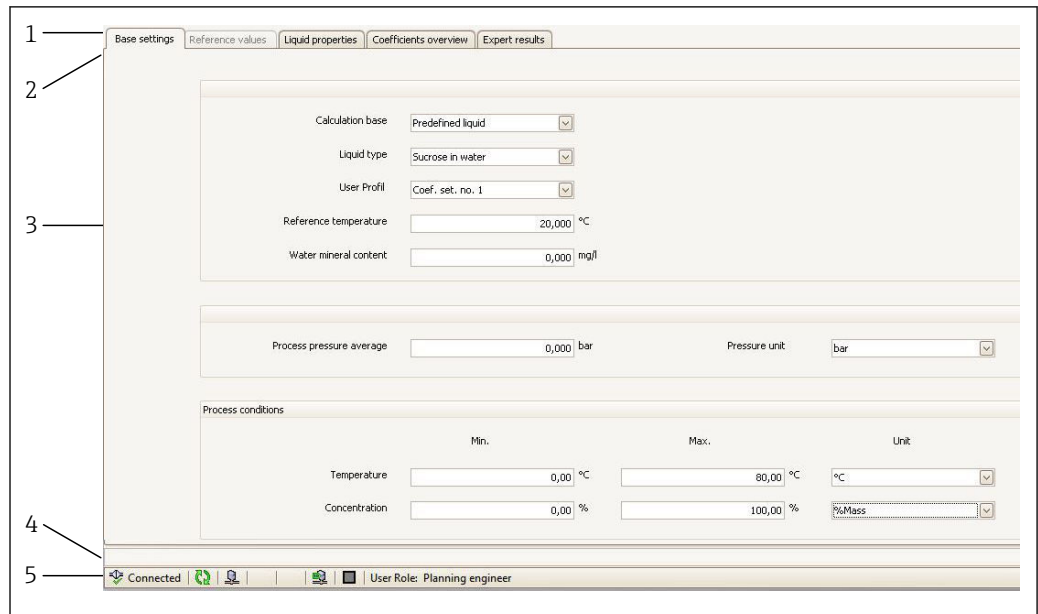 1
Base settings Reference values Liquid properties Coefficients overview Expert results
2
Calculation base Predefined liquid
Liquid type Sucrose in water
User Profil Coef. set. no. 1
3
Reference temperature 20,000 °C
Water mineral content 0,000 mg/l
Process pressure average 0,000 bar Pressure unit bar
Process conditions
Min. Max. Unit
Temperature 0,00 °C 80,00 °C °C
Concentration 0,00 % 100,00 % %Mass
4
5
Connected User Role: Planning engineer